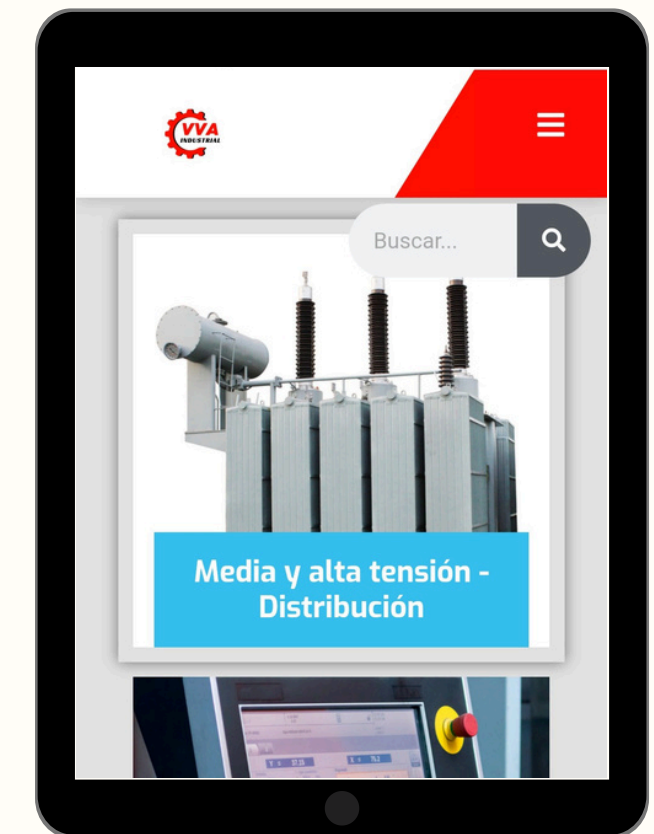 VVA
INDUSTRIAL
Buscar...
Media y alta tensión -
Distribución